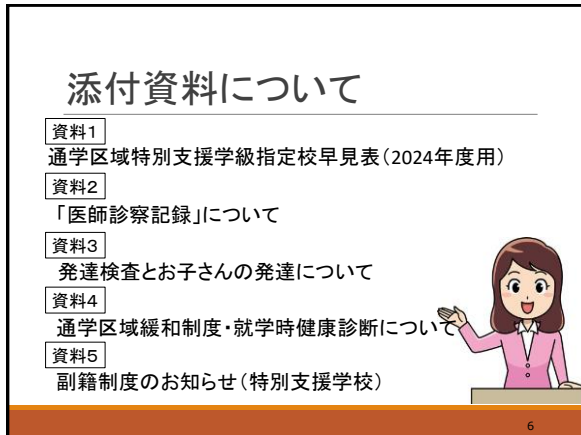 添付資料について
資料1
通学区域特別支援学級指定校早見表(2024年度用)
資料2
「医師診察記録」について
資料3
発達検査とお子さんの発達について
資料4
通学区域緩和制度・就学時健康診断について
資料5
副籍制度のお知らせ(特別支援学校)
6